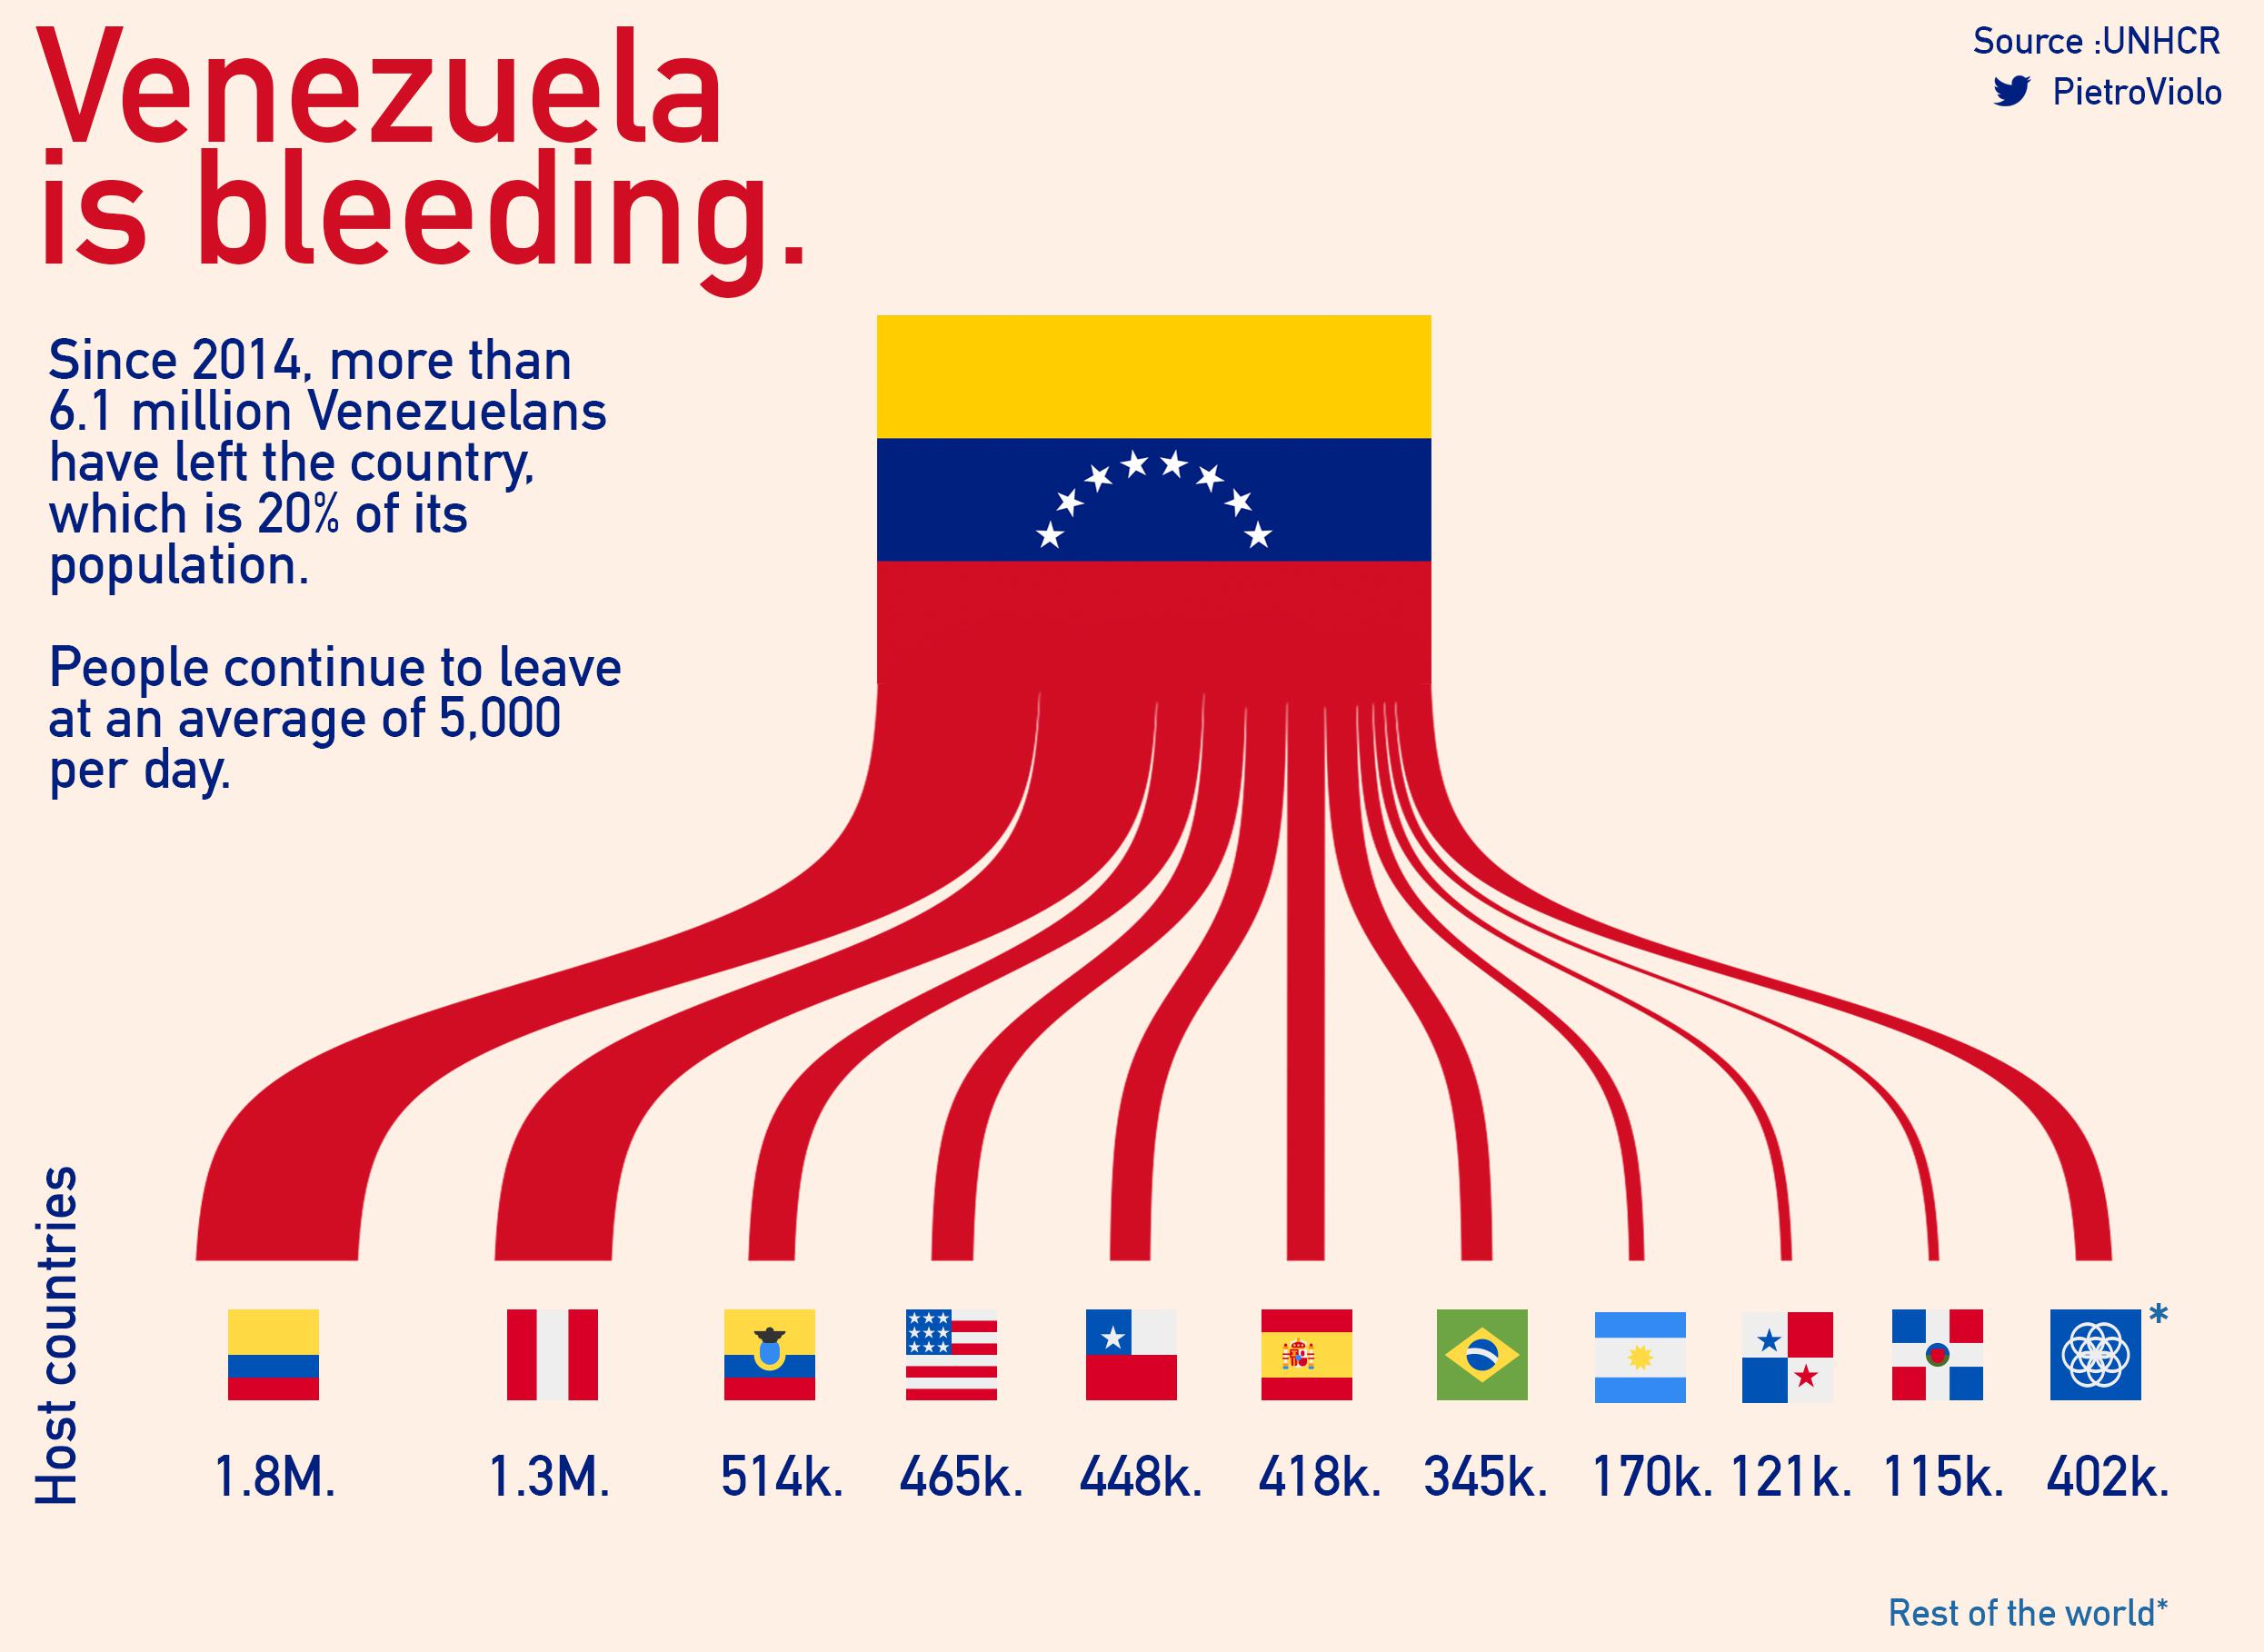 Venezuela
is bleeding.
Source :UNHCR
PietroViolo
Since 2014, more than
6.1 million Venezuelans
have left the country,
which is 20% of its
population.
People continue to leave
at an average of 5,000
per day.
Host countries
*
1.8M. 1.3M. 514k. 465k. 448k. 418k. 345k. 170k. 121k. 115k. 402k.
Rest of the world*